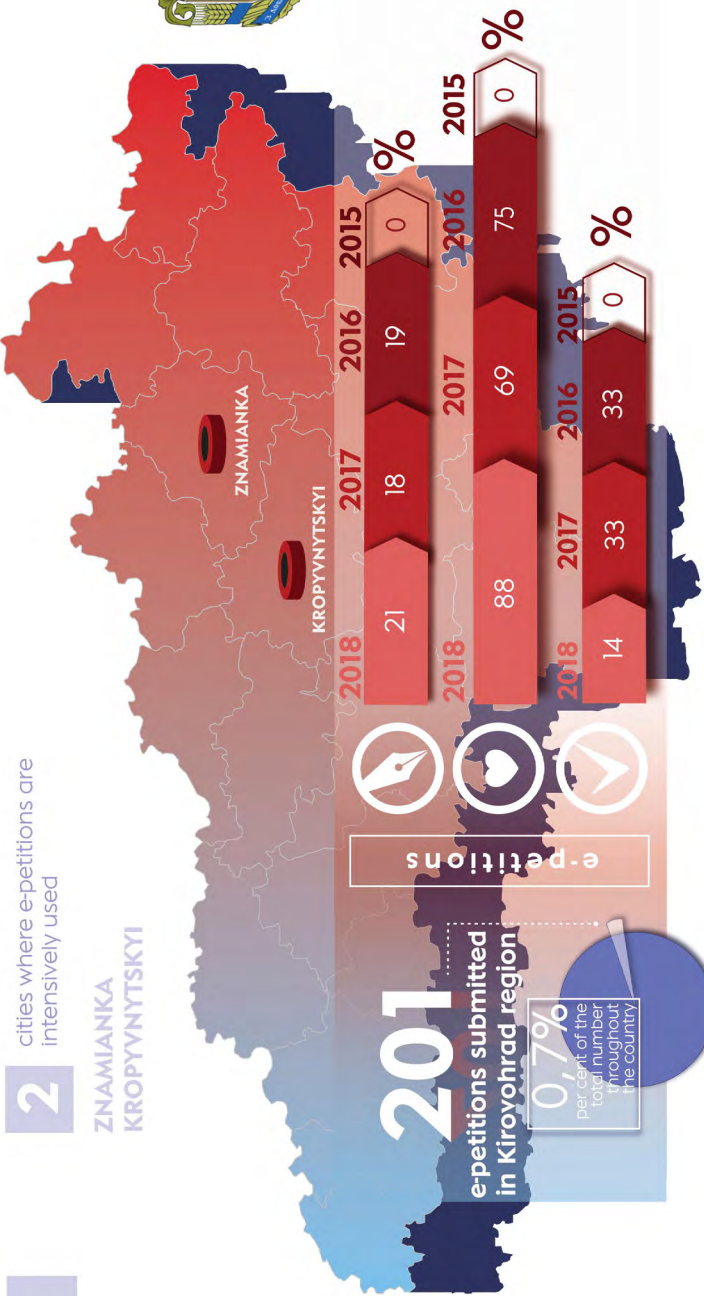 2
cities where e-petitions are
intensively used
ZNAMIANKA
KROPYVNYTSKYI
ZNAMIANKA
KROPYVNYTSKYI
201
e-petitions submitted
in Kirovohrad region
0,7%
per cent of the
total number
throughout
the country
e-petitions
2018 2017 2016 2015
21 18 19 0 %
2018 2017 2016 2015
88 69 75 0 %
2018 2017 2016 2015
14 33 33 0 %